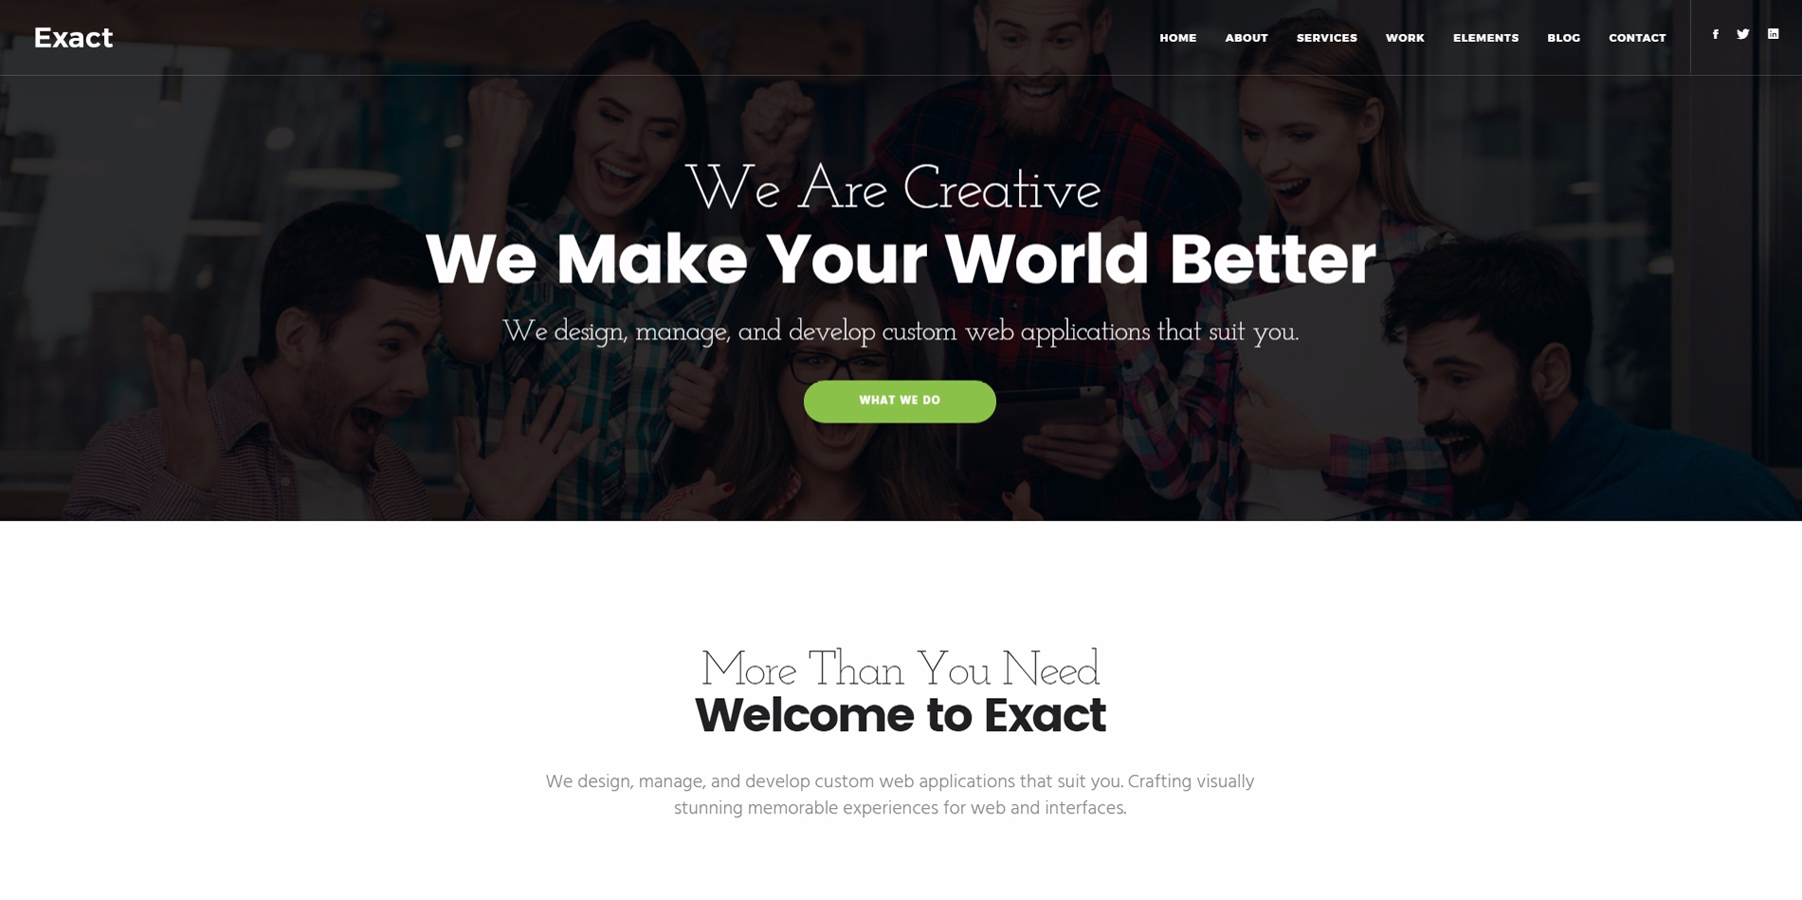 Exact
HOME ABOUT SERVICES WORK ELEMENTS BLOG CONTACT
We Are Creative
We Make Your World Better
We design, manage, and develop custom web applications that suit you.
WHAT WE DO
More Than You Need
Welcome to Exact
We design, manage, and develop custom web applications that suit you. Crafting visually
stunning memorable experiences for web and interfaces.